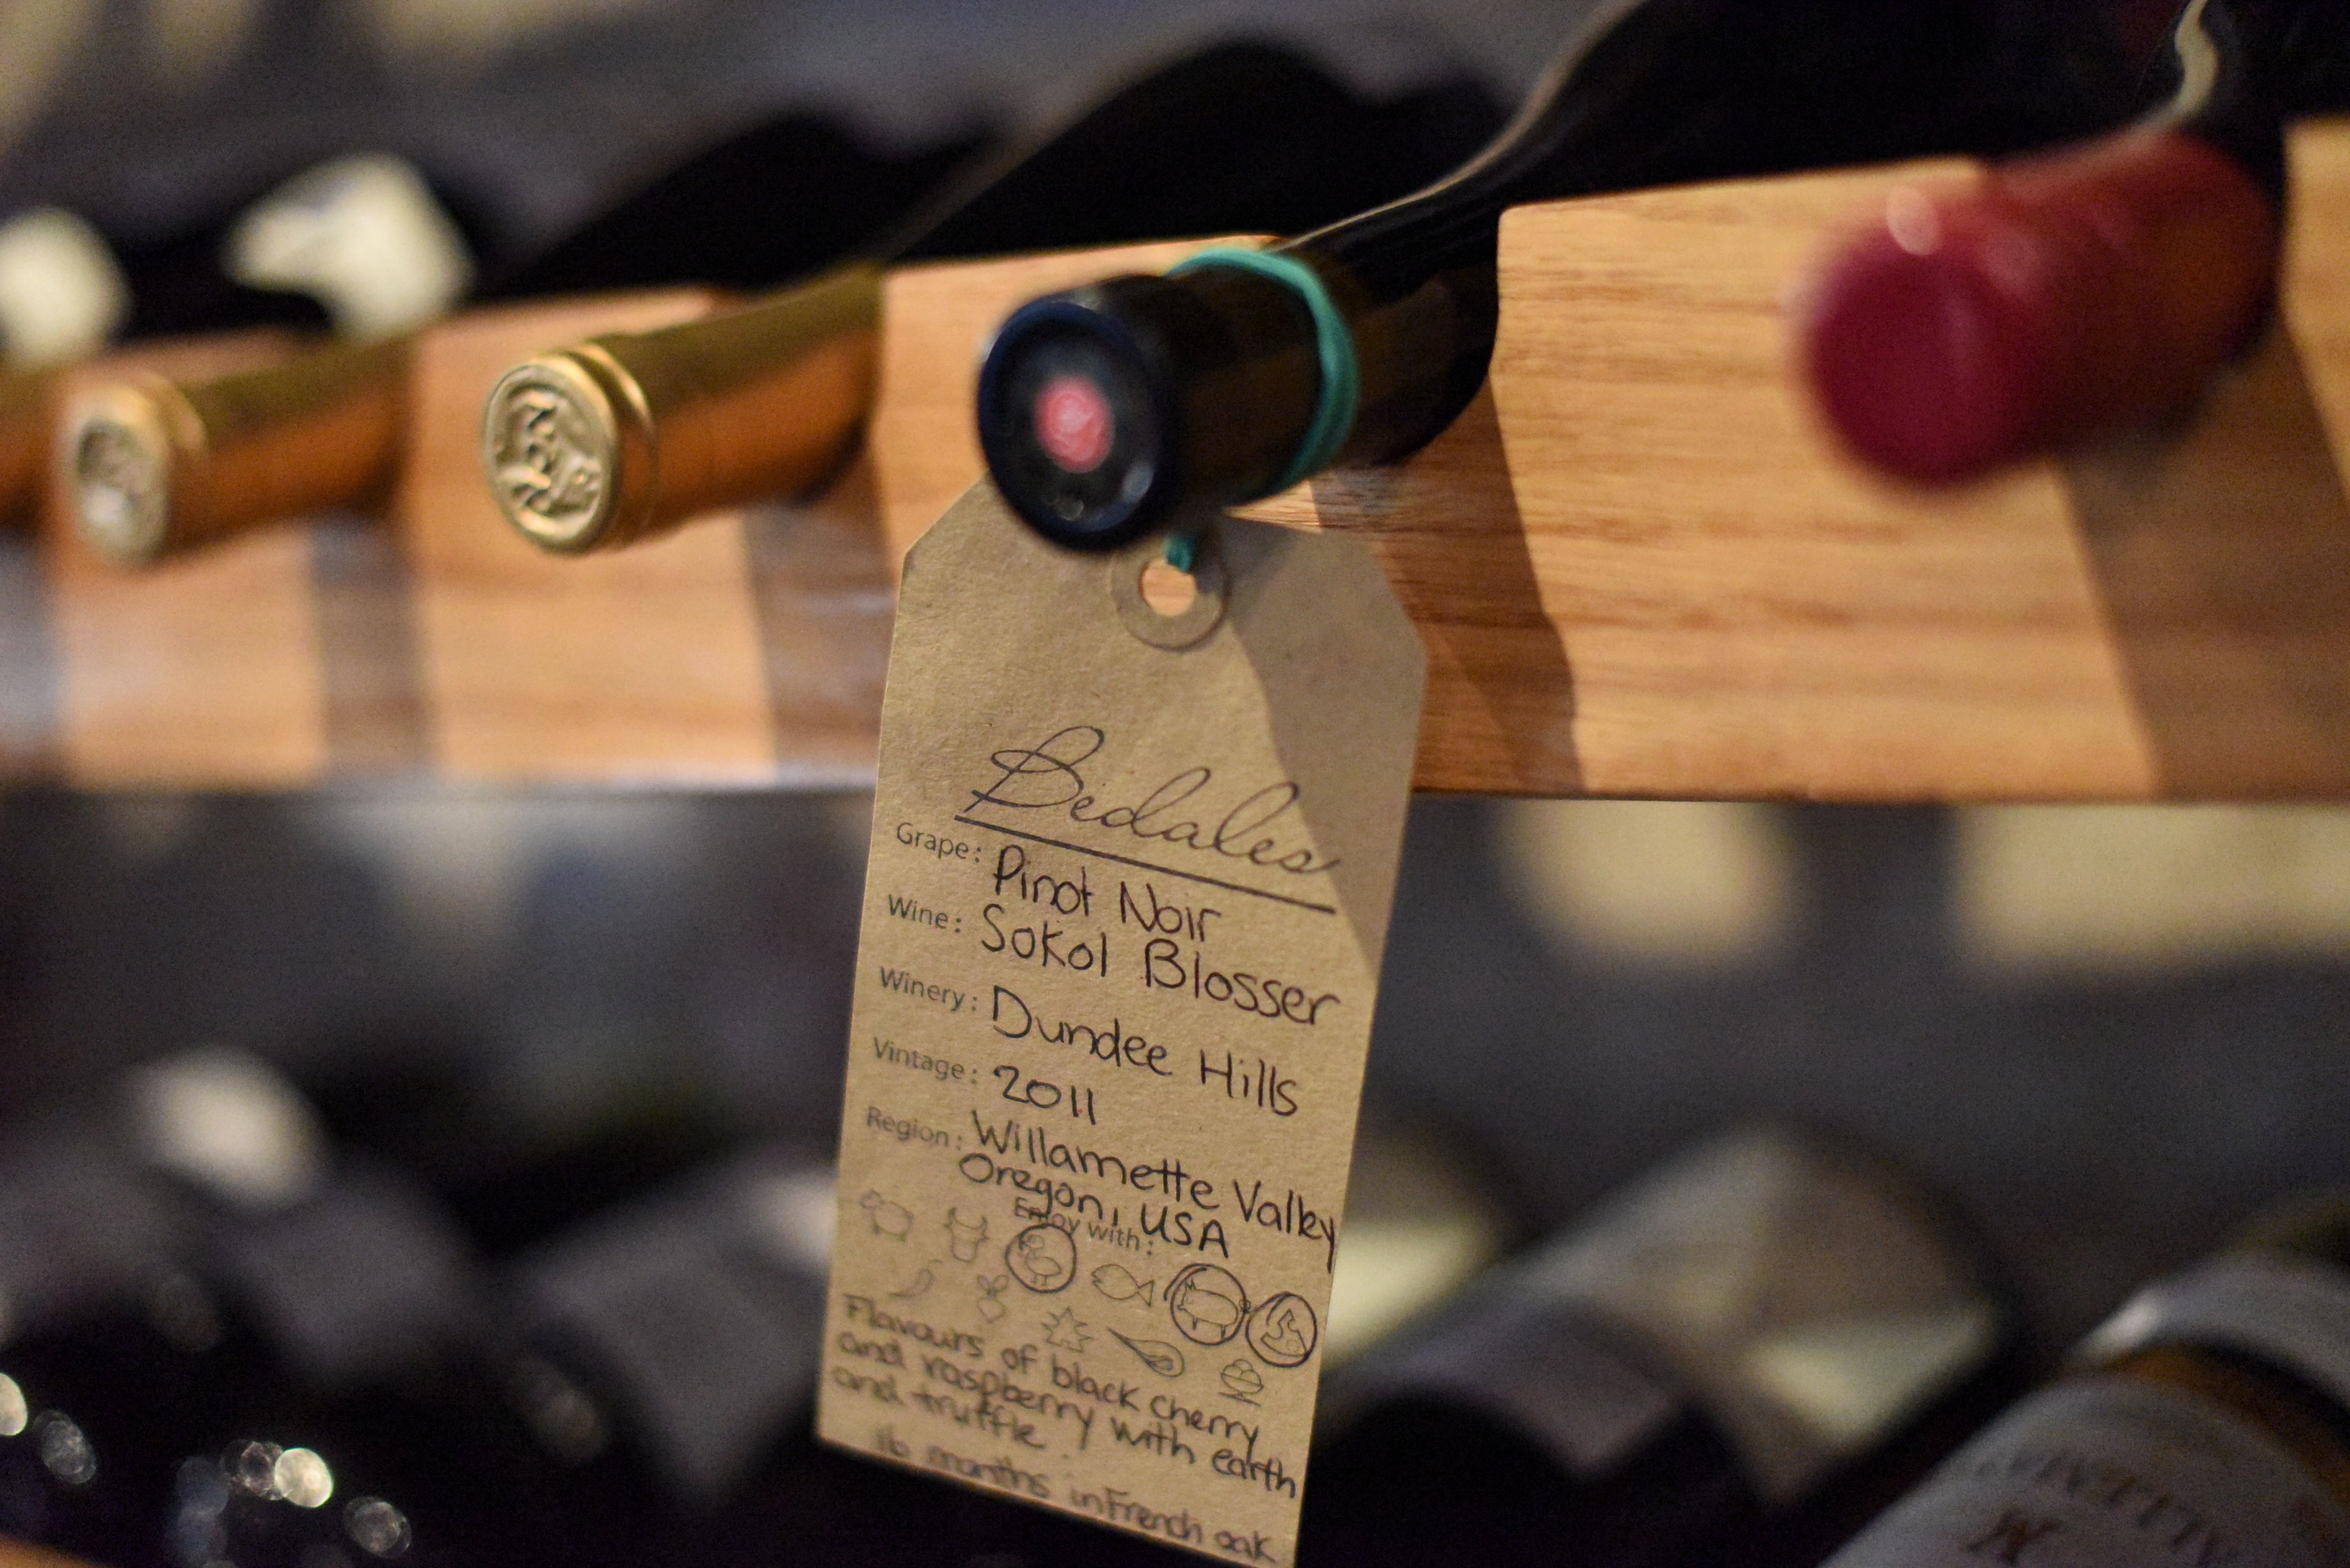 Bedales
Grape: Pinot Noir
Wine: Sokol Blosser
Winery: Dundee Hills
Vintage: 2011
Region: Willamette Valley
Oregon, USA
Enjoy with:
Flavours of black cherry
and raspberry with earth
and truffle.
16 months in French oak